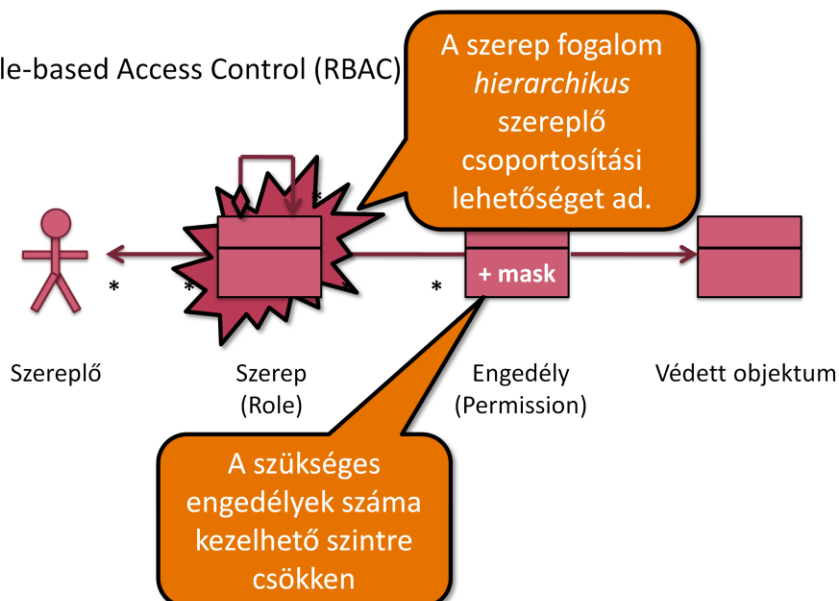 le-based Access Control (RBAC)
A szerep fogalom
hierarchikus
szereplő
csoportosítási
lehetőséget ad.
*
* * * *
+ mask
Szereplő
Szerep
(Role)
Engedély
(Permission)
Védett objektum
A szükséges
engedélyek száma
kezelhető szintre
csökken